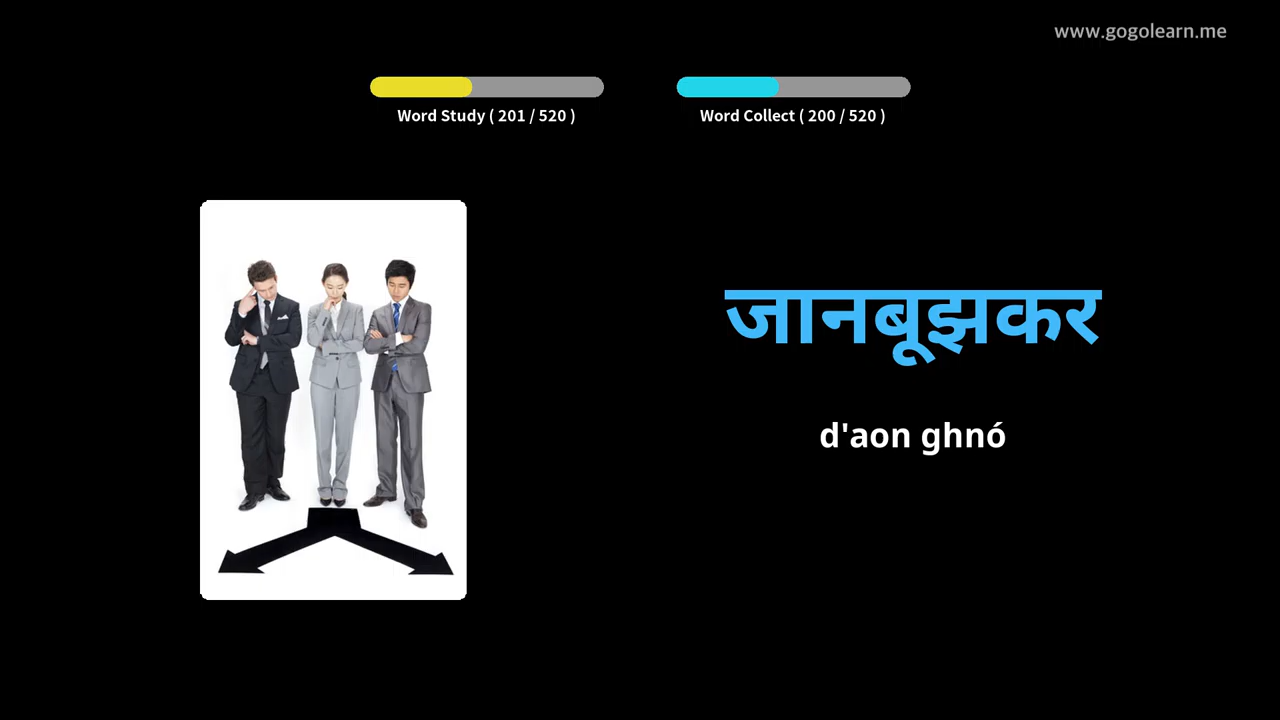 www.gogolearn.me
Word Study ( 201 / 520 )
Word Collect ( 200 / 520 )
जानबूझकर
d'aon ghnó